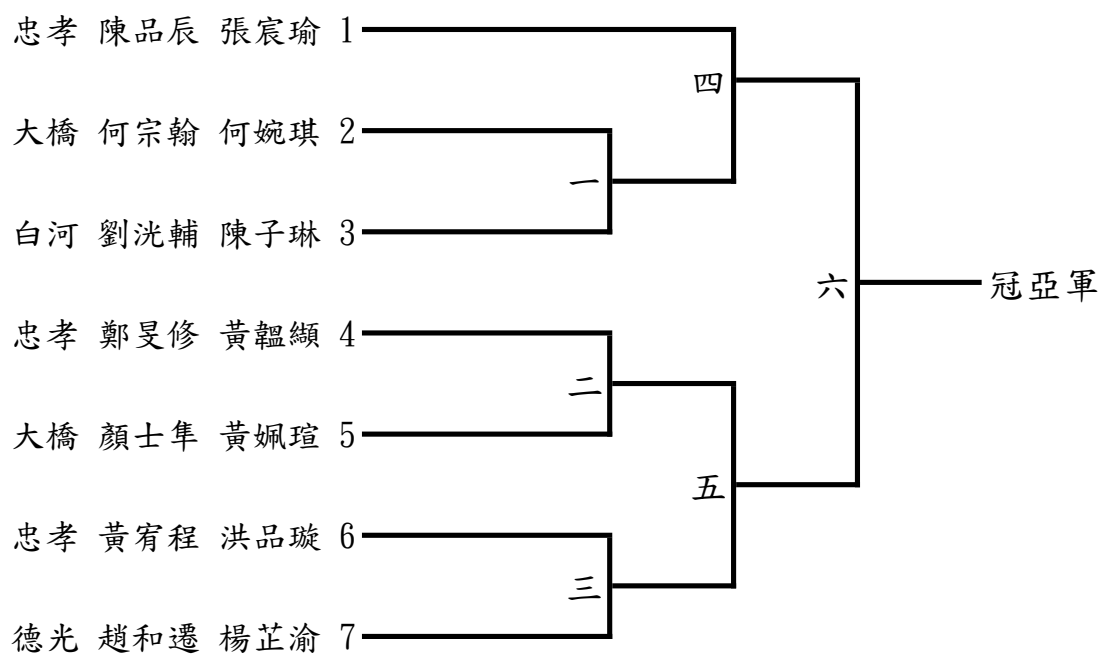 忠孝 陳品辰 張宸瑜 1
四
大橋 何宗翰 何婉琪 2
一
白河 劉洸輔 陳子琳 3
六 冠亞軍
忠孝 鄭旻修 黃韞纈 4
二
大橋 顏士隼 黃姵瑄 5
五
忠孝 黃宥程 洪品璇 6
三
德光 趙和遷 楊芷渝 7